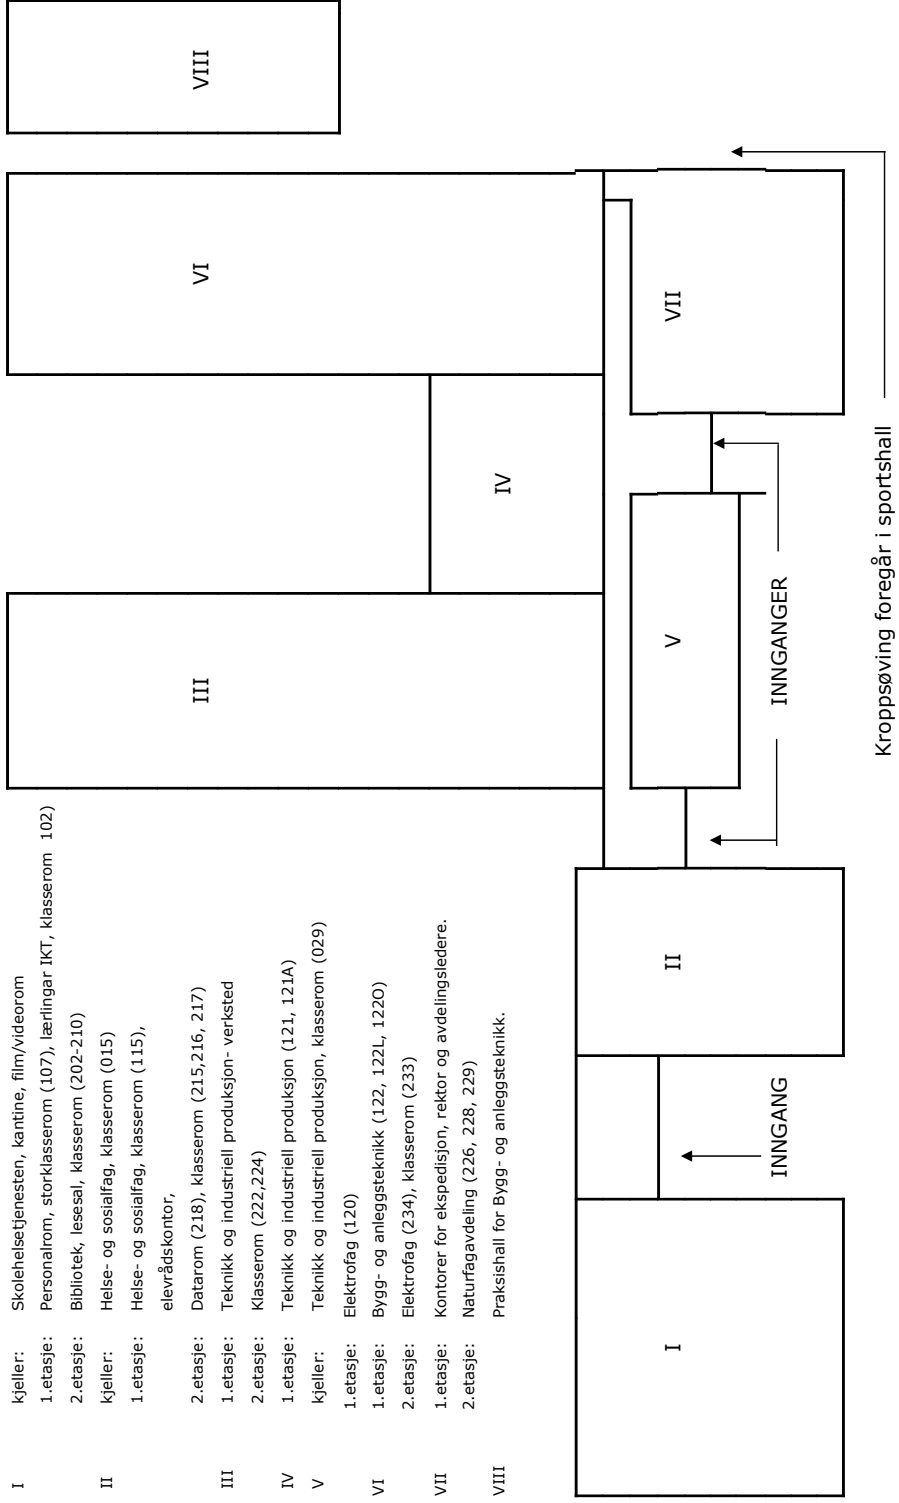 I kjeller: Skolehelsetjenesten, kantine, film/videorom
1.etasje: Personalrom, storklasserom (107), lærlingar IKT, klasserom 102)
2.etasje: Bibliotek, lesesal, klasserom (202-210)
II kjeller: Helse- og sosialfag, klasserom (015)
1.etasje: Helse- og sosialfag, klasserom (115),
elevrådskontor,
2.etasje: Datarom (218), klasserom (215,216, 217)
III 1.etasje: Teknikk og industriell produksjon- verksted
2.etasje: Klasserom (222,224)
IV 1.etasje: Teknikk og industriell produksjon (121, 121A)
V kjeller: Teknikk og industriell produksjon, klasserom (029)
1.etasje: Elektrofag (120)
VI 1.etasje: Bygg- og anleggsteknikk (122, 122L, 122O)
2.etasje: Elektrofag (234), klasserom (233)
VII 1.etasje: Kontorer for ekspedisjon, rektor og avdelingsledere.
2.etasje: Naturfagavdeling (226, 228, 229)
VIII Praksishall for Bygg- og anleggsteknikk.
III
VI
VIII
IV
I
II
V
VII
INNGANG
INNGANGER
Kroppsøving foregår i sportshall